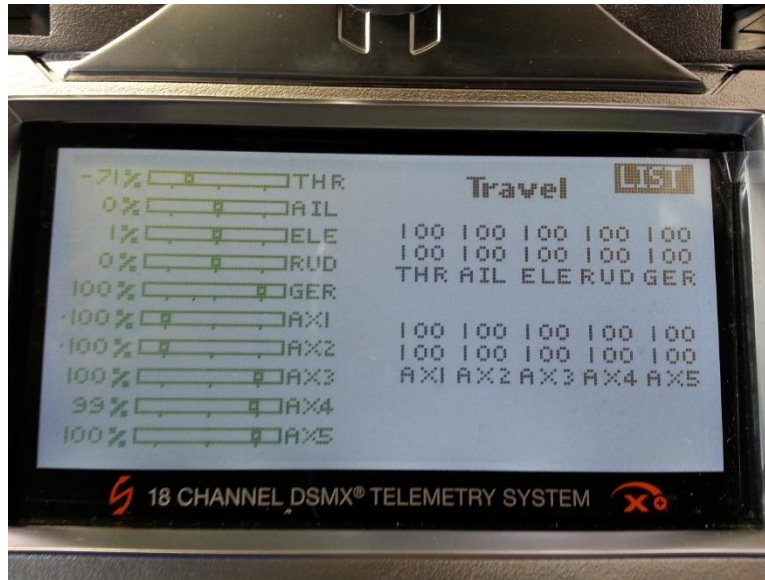 -71% THR
0% AIL
1% ELE
0% RUD
100% GER
-100% AX1
-100% AX2
100% AX3
99% AX4
100% AX5
Travel LIST
100 100 100 100 100
100 100 100 100 100
THR AIL ELE RUD GER
100 100 100 100 100
100 100 100 100 100
AX1 AX2 AX3 AX4 AX5
18 CHANNEL DSMX® TELEMETRY SYSTEM X+